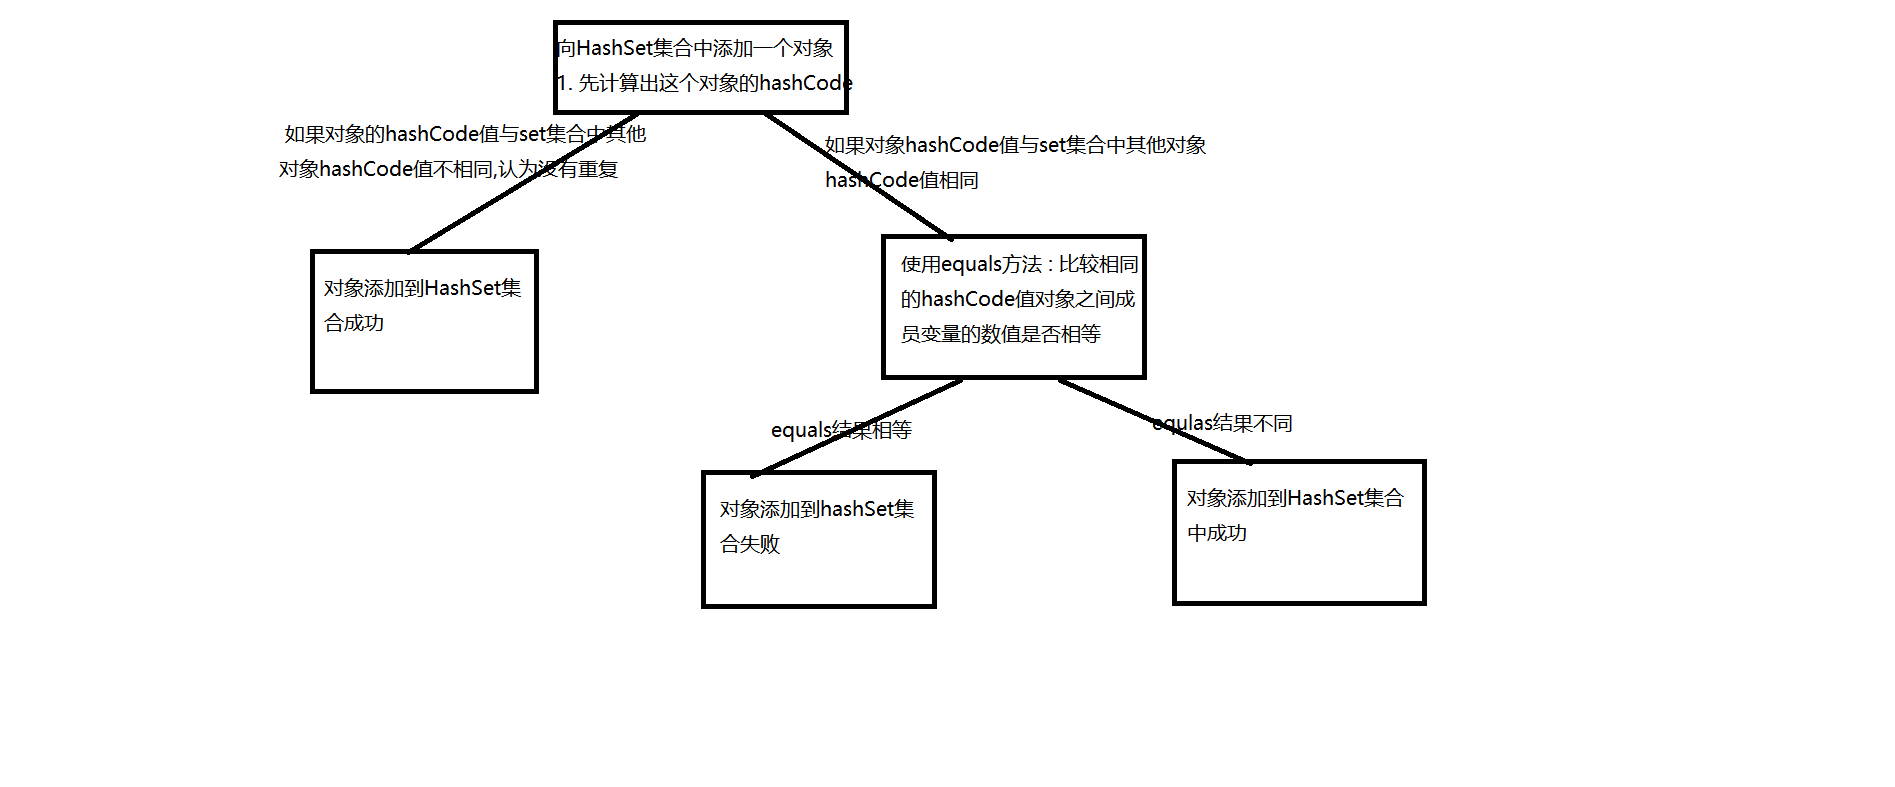 向HashSet集合中添加一个对象
1. 先计算出这个对象的hashCode
如果对象的hashCode值与set集合中其他
对象hashCode值不相同,认为没有重复
如果对象hashCode值与set集合中其他对象
hashCode值相同
对象添加到HashSet集
合成功
使用equals方法 : 比较相同
的hashCode值对象之间成
员变量的数值是否相等
equals结果相等
equlas结果不同
对象添加到hashSet集
合失败
对象添加到HashSet集合
中成功